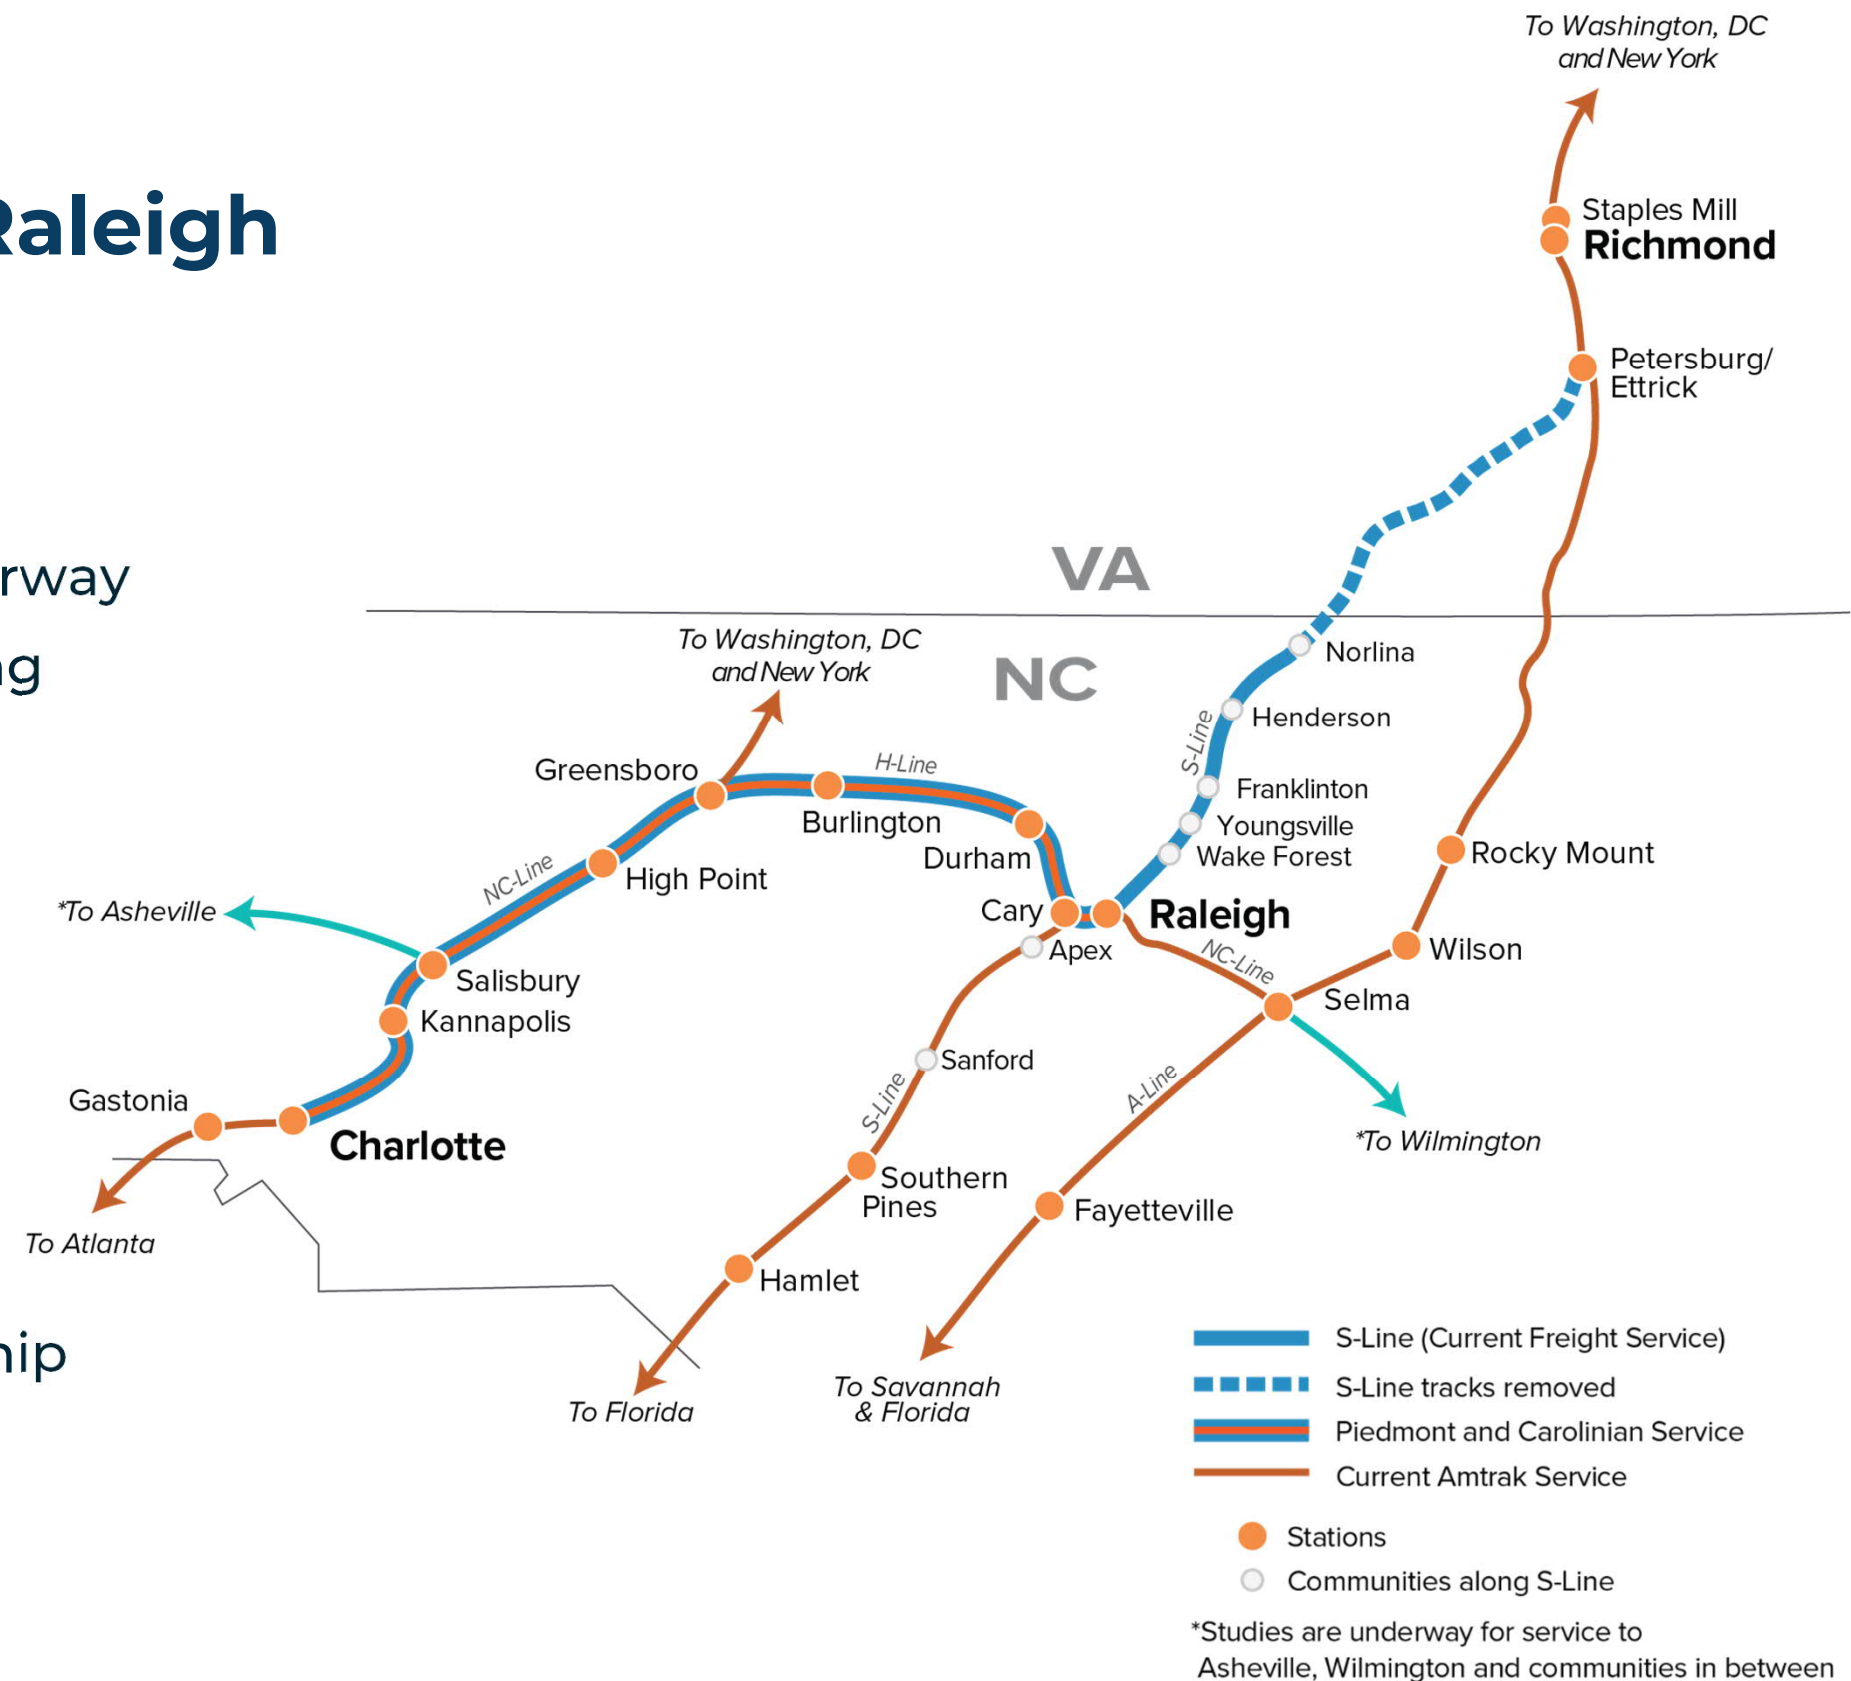 To Washington, DC
and New York
Raleigh
Staples Mill
Richmond
Petersburg/
Ettrick
VA
NC
To Washington, DC
and New York
Norlina
Henderson
S-Line
Franklinton
Youngsville
Wake Forest
Greensboro
H-Line
Burlington
Durham
NC-Line
High Point
Rocky Mount
*To Asheville
Cary
Raleigh
Apex
NC-Line
Wilson
Salisbury
Selma
Kannapolis
Sanford
S-Line
A-Line
Gastonia
Charlotte
*To Wilmington
Southern
Pines
Fayetteville
To Atlanta
Hamlet
To Florida
To Savannah
& Florida
S-Line (Current Freight Service)
S-Line tracks removed
Piedmont and Carolinian Service
Current Amtrak Service
Stations
Communities along S-Line
*Studies are underway for service to
Asheville, Wilmington and communities in between